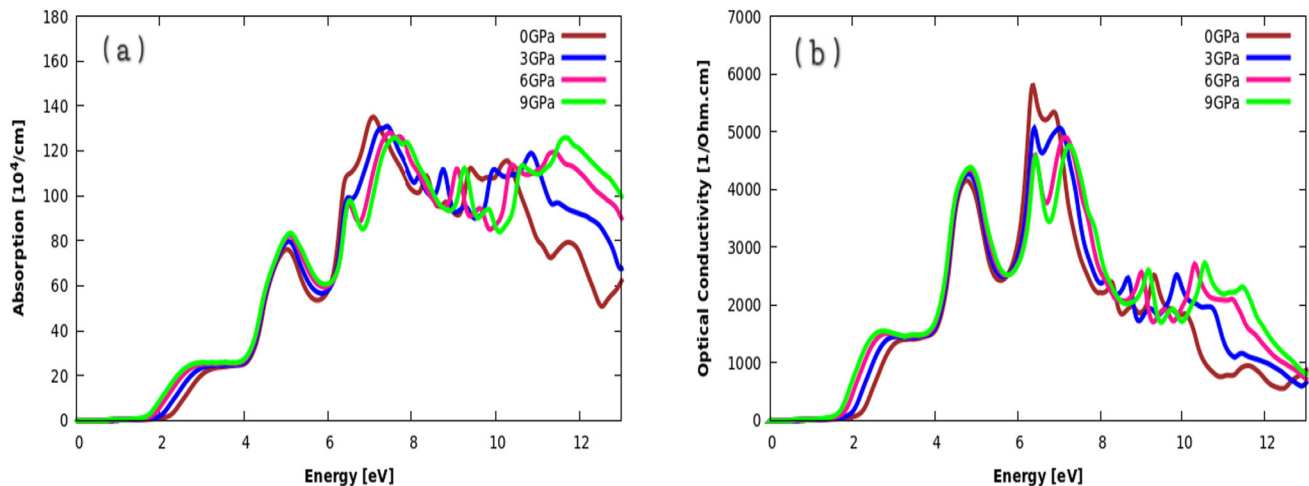 (a)
Absorption [10⁻⁴/cm]
180
160
140
120
100
80
60
40
20
0
0 2 4 6 8 10 12
Energy [eV]
0GPa
3GPa
6GPa
9GPa
(b)
Optical Conductivity [1/Ohm.cm]
7000
6000
5000
4000
3000
2000
1000
0
0 2 4 6 8 10 12
Energy [eV]
0GPa
3GPa
6GPa
9GPa